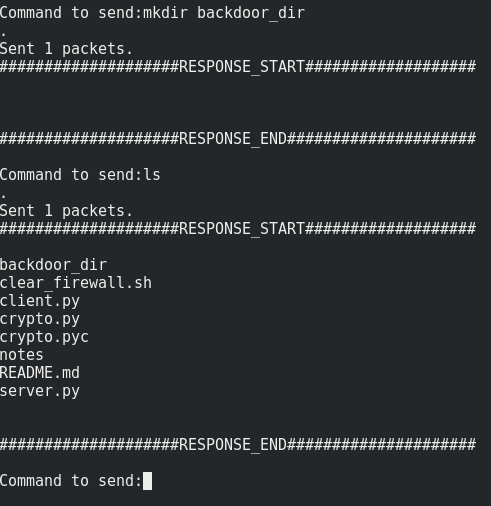 Command to send:mkdir backdoor_dir
.
Sent 1 packets.
####################RESPONSE_START###################
####################RESPONSE_END#####################
Command to send:ls
.
Sent 1 packets.
####################RESPONSE_START###################
backdoor_dir
clear_firewall.sh
client.py
crypto.py
crypto.pyc
notes
README.md
server.py
####################RESPONSE_END#####################
Command to send: